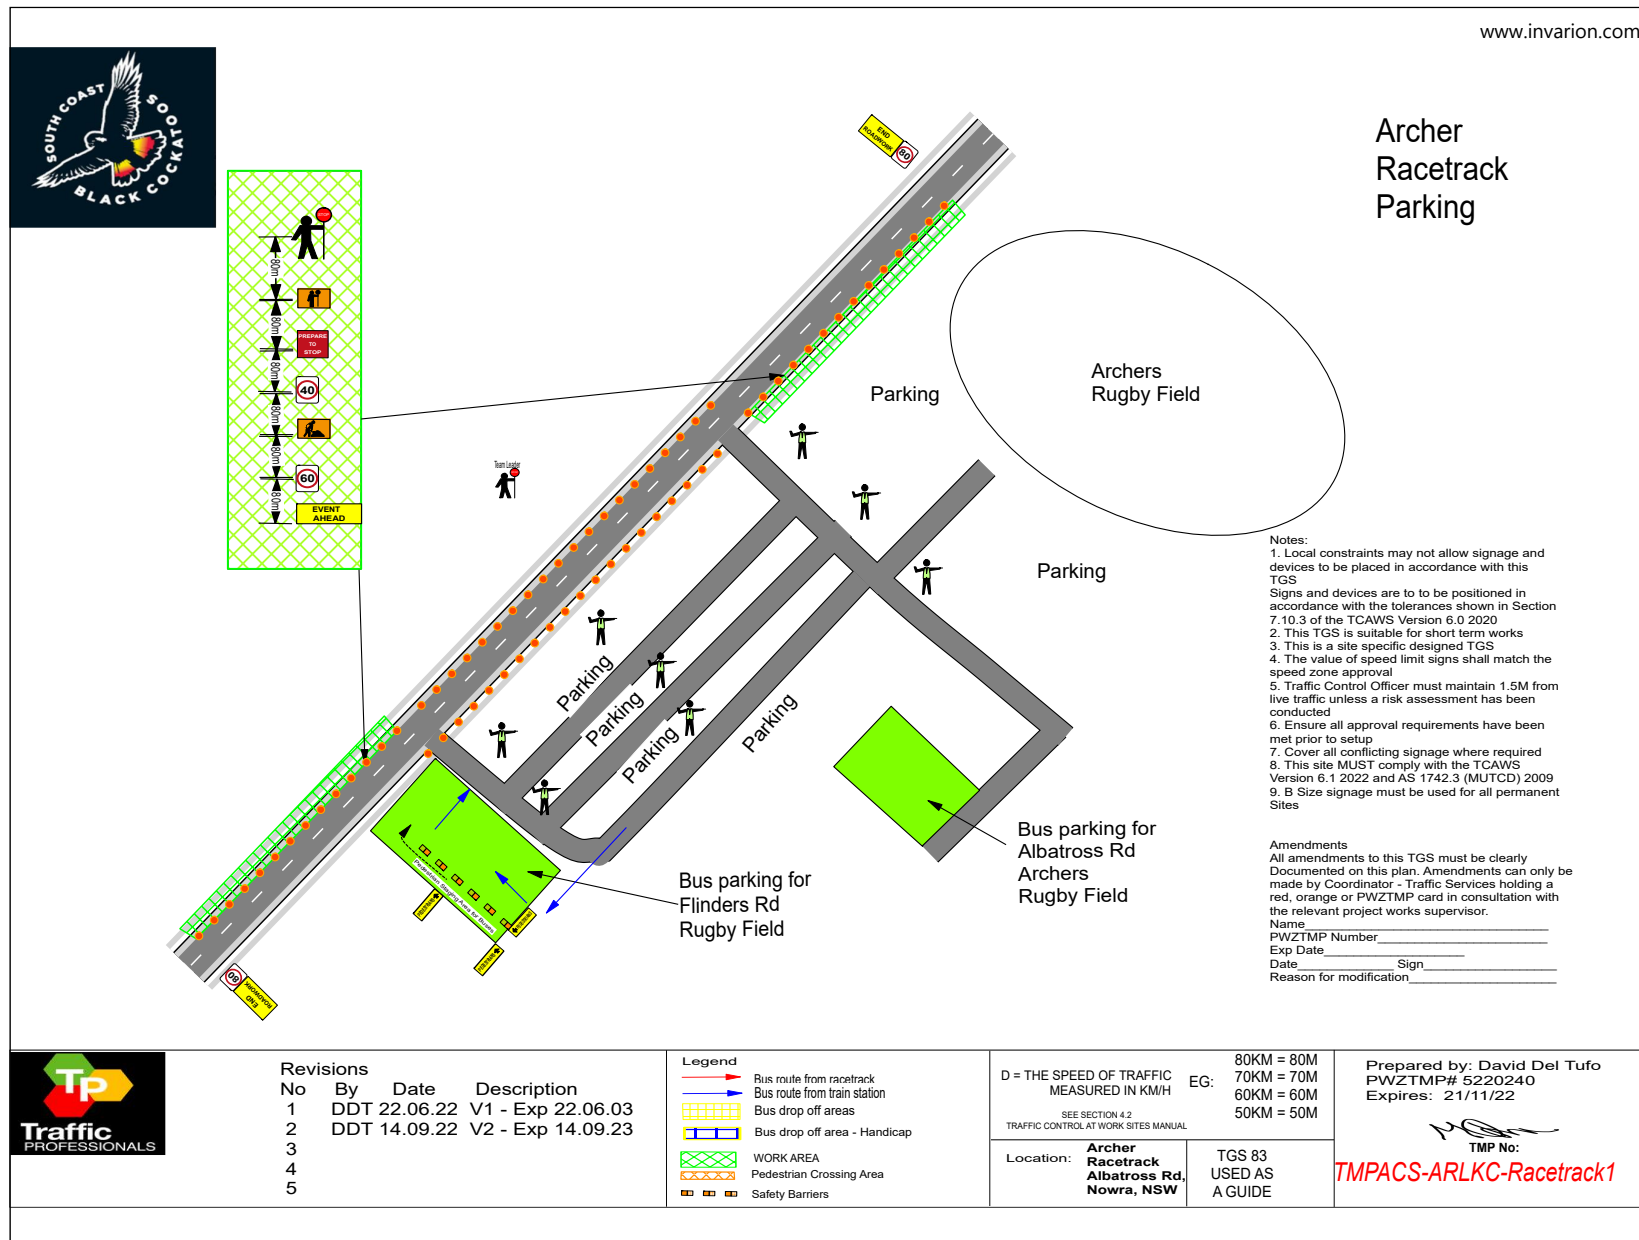 www.invarion.com
SOUTH COAST
BLACK COCKATOOS
Archer
Racetrack
Parking
END
ROADWORK
80
STOP
80m
80m
PREPARE
TO
STOP
80m
40
80m
80m
60
80m
EVENT
AHEAD
Team Leader
Parking
Archers
Rugby Field
Parking
Parking
Parking
Parking
Parking
Notes:
1. Local constraints may not allow signage and
devices to be placed in accordance with this
TGS
Signs and devices are to to be positioned in
accordance with the tolerances shown in Section
7.10.3 of the TCAWS Version 6.0 2020
2. This TGS is suitable for short term works
3. This is a site specific designed TGS
4. The value of speed limit signs shall match the
speed zone approval
5. Traffic Control Officer must maintain 1.5M from
live traffic unless a risk assessment has been
conducted
6. Ensure all approval requirements have been
met prior to setup
7. Cover all conflicting signage where required
8. This site MUST comply with the TCAWS
Version 6.1 2022 and AS 1742.3 (MUTCD) 2009
9. B Size signage must be used for all permanent
Sites
Bus parking for
Albatross Rd
Archers
Rugby Field
Bus parking for
Flinders Rd
Rugby Field
Pedestrian Staging Area for Buses
80
END
ROADWORK
Amendments
All amendments to this TGS must be clearly
Documented on this plan. Amendments can only be
made by Coordinator - Traffic Services holding a
red, orange or PWZTMP card in consultation with
the relevant project works supervisor.
Name
PWZTMP Number
Exp Date
Date Sign
Reason for modification
TP
Traffic
PROFESSIONALS
Revisions
No By Date Description
1 DDT 22.06.22 V1 - Exp 22.06.03
2 DDT 14.09.22 V2 - Exp 14.09.23
3
4
5
Legend
Bus route from racetrack
Bus route from train station
Bus drop off areas
Bus drop off area - Handicap
WORK AREA
Pedestrian Crossing Area
Safety Barriers
D = THE SPEED OF TRAFFIC
MEASURED IN KM/H
EG:
80KM = 80M
70KM = 70M
60KM = 60M
50KM = 50M
SEE SECTION 4.2
TRAFFIC CONTROL AT WORK SITES MANUAL
Location: Archer
Racetrack
Albatross Rd,
Nowra, NSW
TGS 83
USED AS
A GUIDE
Prepared by: David Del Tufo
PWZTMP# 5220240
Expires: 21/11/22
TMP No:
TMPACS-ARLKC-Racetrack1